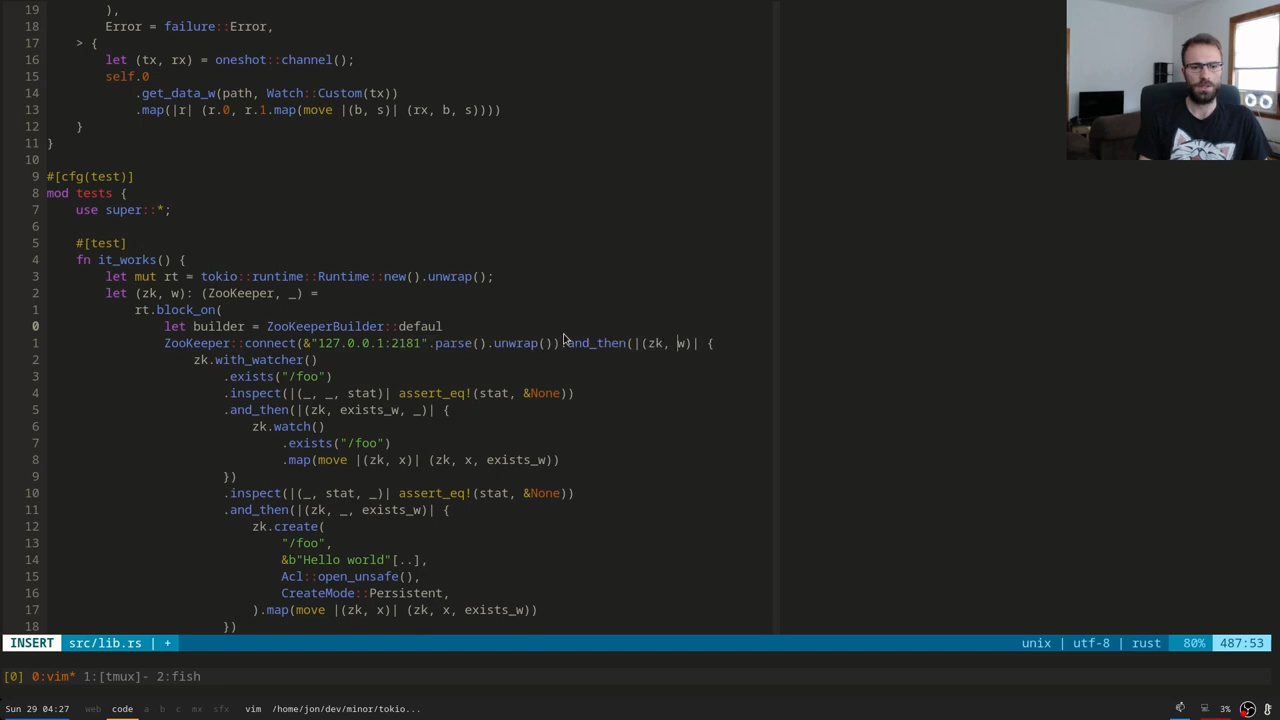 19         ),
18         Error = failure::Error,
17     > {
16         let (tx, rx) = oneshot::channel();
15         self.0
14             .get_data_w(path, Watch::Custom(tx))
13             .map(|r| (r.0, r.1.map(move |(b, s)| (rx, b, s))))
12     }
11 }
10
9 #[cfg(test)]
8 mod tests {
7     use super::*;
6
5     #[test]
4     fn it_works() {
3         let mut rt = tokio::runtime::Runtime::new().unwrap();
2         let (zk, w): (ZooKeeper, _) =
1             rt.block_on(
0                 let builder = ZooKeeperBuilder::defaul
1                 ZooKeeper::connect(&"127.0.0.1:2181".parse().unwrap()).and_then(|(zk, w)| {
2                     zk.with_watcher()
3                         .exists("/foo")
4                         .inspect(|(_, _, stat)| assert_eq!(stat, &None))
5                         .and_then(|(zk, exists_w, _)| {
6                             zk.watch()
7                                 .exists("/foo")
8                                 .map(move |(zk, x)| (zk, x, exists_w))
9                         })
10                         .inspect(|(_, stat, _)| assert_eq!(stat, &None))
11                         .and_then(|(zk, _, exists_w)| {
12                             zk.create(
13                                 "/foo",
14                                 &b"Hello world"[..],
15                                 Acl::open_unsafe(),
16                                 CreateMode::Persistent,
17                             ).map(move |(zk, x)| (zk, x, exists_w))
18                         })
INSERT src/lib.rs | + unix | utf-8 | rust 80% 487:53
[0] 0:vim* 1:[tmux]- 2:fish
Sun 29 04:27 web code a b c mx sfx vim /home/jon/dev/minor/tokio... 3%